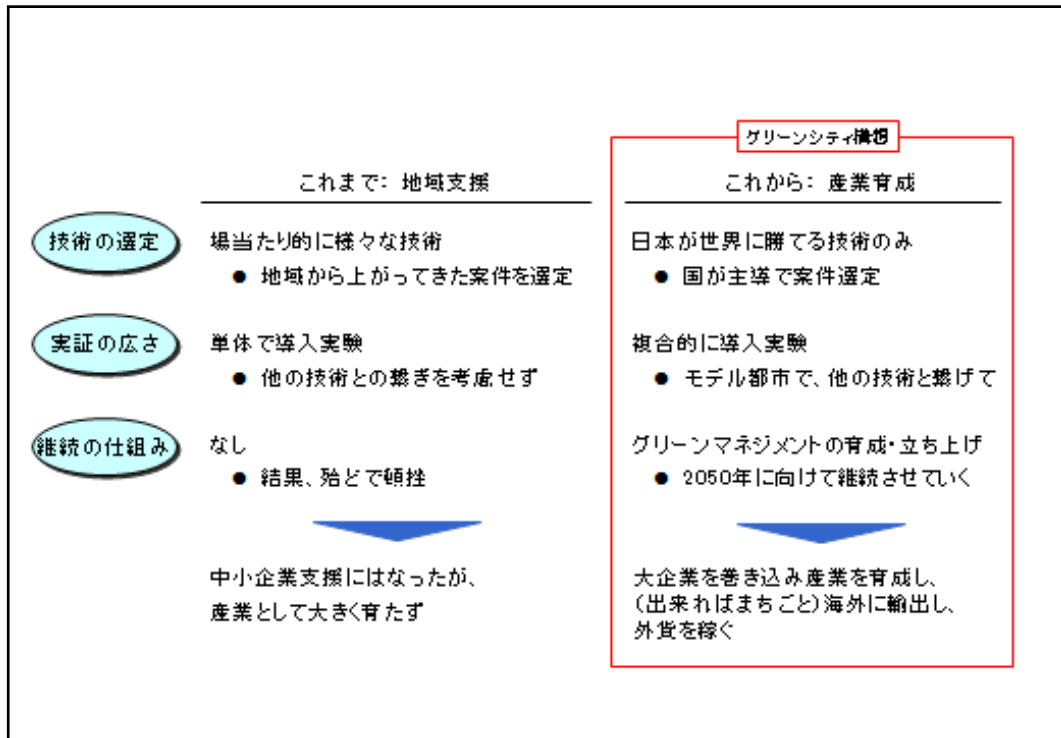 グリーンシティ構想
これまで： 地域支援
これから： 産業育成
技術の選定
場当たり的に様々な技術
● 地域から上がってきた案件を選定
日本が世界に勝てる技術のみ
● 国が主導で案件選定
実証の広さ
単体で導入実験
● 他の技術との繋ぎを考慮せず
複合的に導入実験
● モデル都市で、他の技術と繋げて
継続の仕組み
なし
● 結果、殆どで頓挫
グリーンマネジメントの育成・立ち上げ
● 2050年に向けて継続させていく
中小企業支援にはなったが、
産業として大きく育たず
大企業を巻き込み産業を育成し、
（出来ればまちごと）海外に輸出し、
外貨を稼ぐ